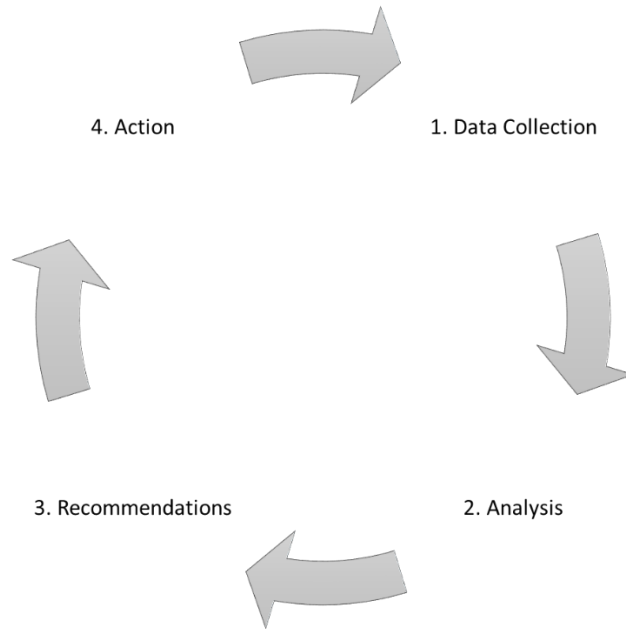 4. Action
1. Data Collection
3. Recommendations
2. Analysis